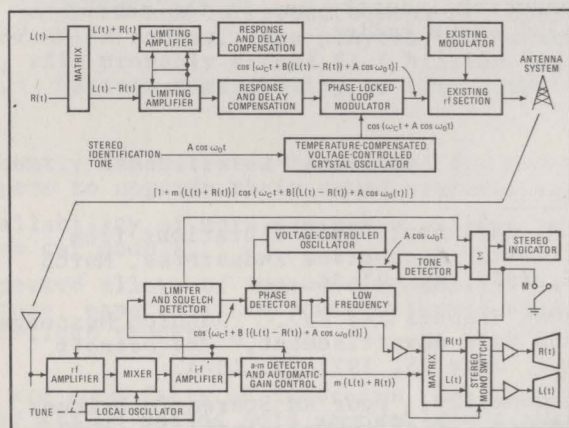 L(t)
L(t) + R(t)
MATRIX
LIMITING
AMPLIFIER
RESPONSE
AND DELAY
COMPENSATION
EXISTING
MODULATOR
ANTENNA
SYSTEM
cos {ωCt + B[(L(t) − R(t)) + A cos ω0t]}
R(t)
L(t) − R(t)
LIMITING
AMPLIFIER
RESPONSE
AND DELAY
COMPENSATION
PHASE-LOCKED-
LOOP
MODULATOR
EXISTING
rf SECTION
cos (ωCt + A cos ω0t)
STEREO
IDENTIFICATION
TONE
A cos ω0t
TEMPERATURE-COMPENSATED
VOLTAGE-CONTROLLED
CRYSTAL OSCILLATOR
[1 + m (L(t) + R(t))] cos {ωCt + B[(L(t) − R(t)) + A cos ω0t)] }
VOLTAGE-CONTROLLED
OSCILLATOR
A cos ω0t
STEREO
INDICATOR
LIMITER
AND SQUELCH
DETECTOR
PHASE
DETECTOR
LOW
FREQUENCY
TONE
DETECTOR
Σ
M
cos {ωCt + B [(L(t) − R(t)) + A cos ω0(t)] }
rf
AMPLIFIER
MIXER
i-f
AMPLIFIER
a-m DETECTOR
AND AUTOMATIC-
GAIN CONTROL
m (L(t) + R(t))
MATRIX
R(t)
L(t)
STEREO
MONO SWITCH
R(t)
L(t)
TUNE
LOCAL OSCILLATOR